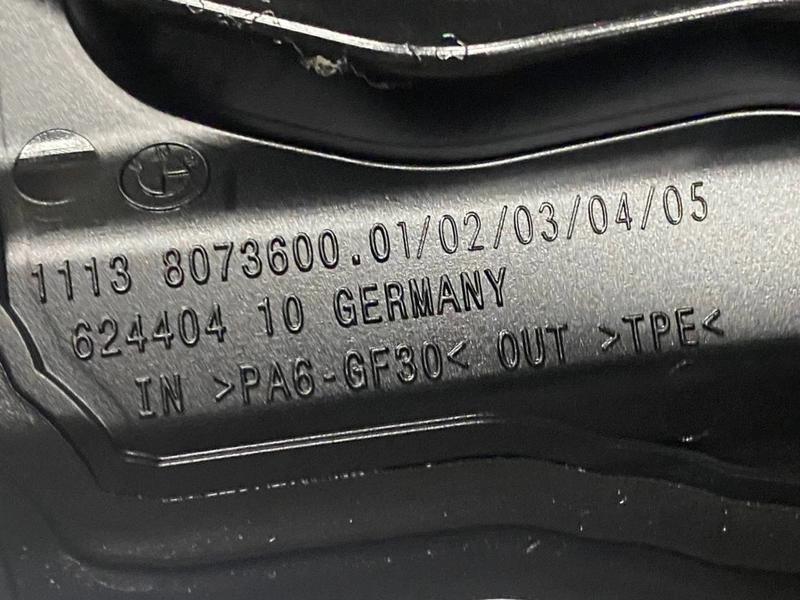 1113 8073600.01/02/03/04/05
624404 10 GERMANY
IN >PA6-GF30< OUT >TPE<